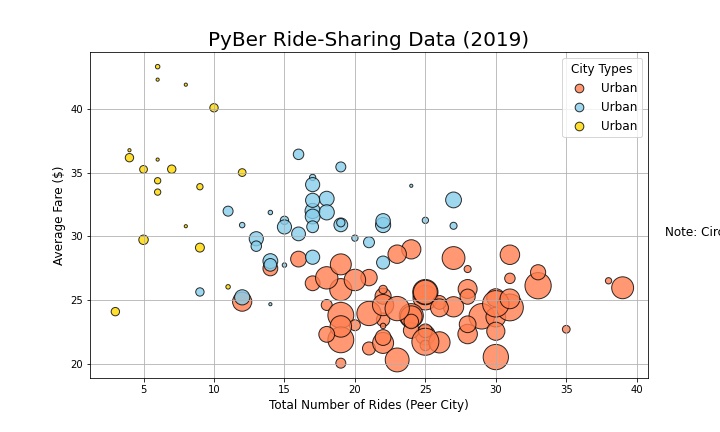 PyBer Ride-Sharing Data (2019)
City Types
Urban
Urban
Urban
40
35
30
25
20
Average Fare ($)
Note: Circ
5 10 15 20 25 30 35 40
Total Number of Rides (Peer City)